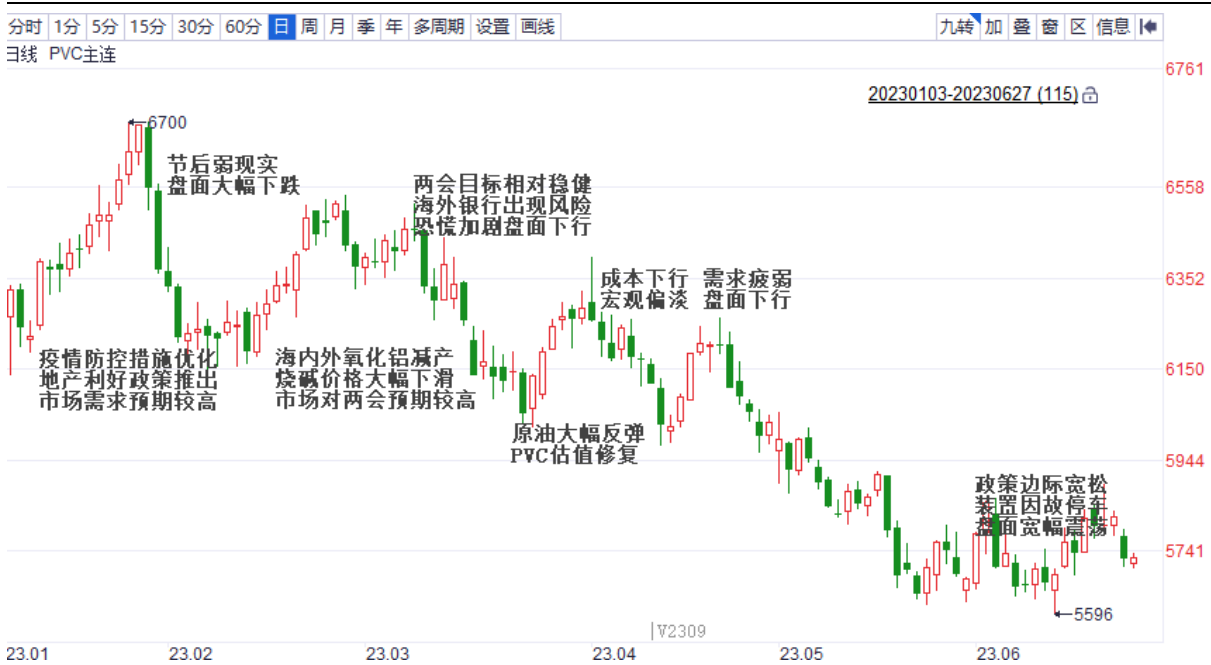 分时 1分 5分 15分 30分 60分 日 周 月 季 年 多周期 设置 画线 九转 加 叠 窗 区 信息
日线 PVC主连
6761
20230103-20230627 (115)
6700
节后弱现实
盘面大幅下跌
两会目标相对稳健
海外银行出现风险
恐慌加剧盘面下行
6558
成本下行 需求疲弱
宏观偏淡 盘面下行
6352
疫情防控措施优化
地产利好政策推出
市场需求预期较高
海内外氧化铝减产
烧碱价格大幅下滑
市场对两会预期较高
6150
原油大幅反弹
PVC估值修复
5944
政策边际宽松
装置因故停车
盘面宽幅震荡
5741
5596
V2309
23.01 23.02 23.03 23.04 23.05 23.06